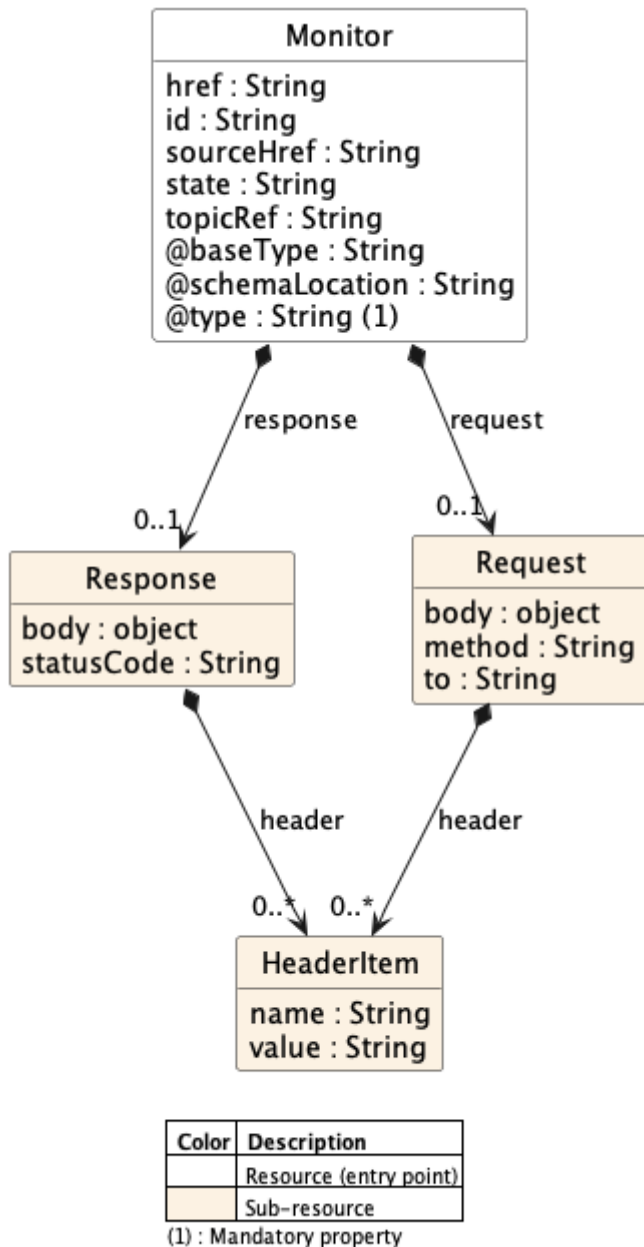 Monitor
href : String
id : String
sourceHref : String
state : String
topicRef : String
@baseType : String
@schemaLocation : String
@type : String (1)
response
request
0..1
0..1
Response
body : object
statusCode : String
Request
body : object
method : String
to : String
header
header
0..*
0..*
HeaderItem
name : String
value : String
Color Description
Resource (entry point)
Sub-resource
(1) : Mandatory property